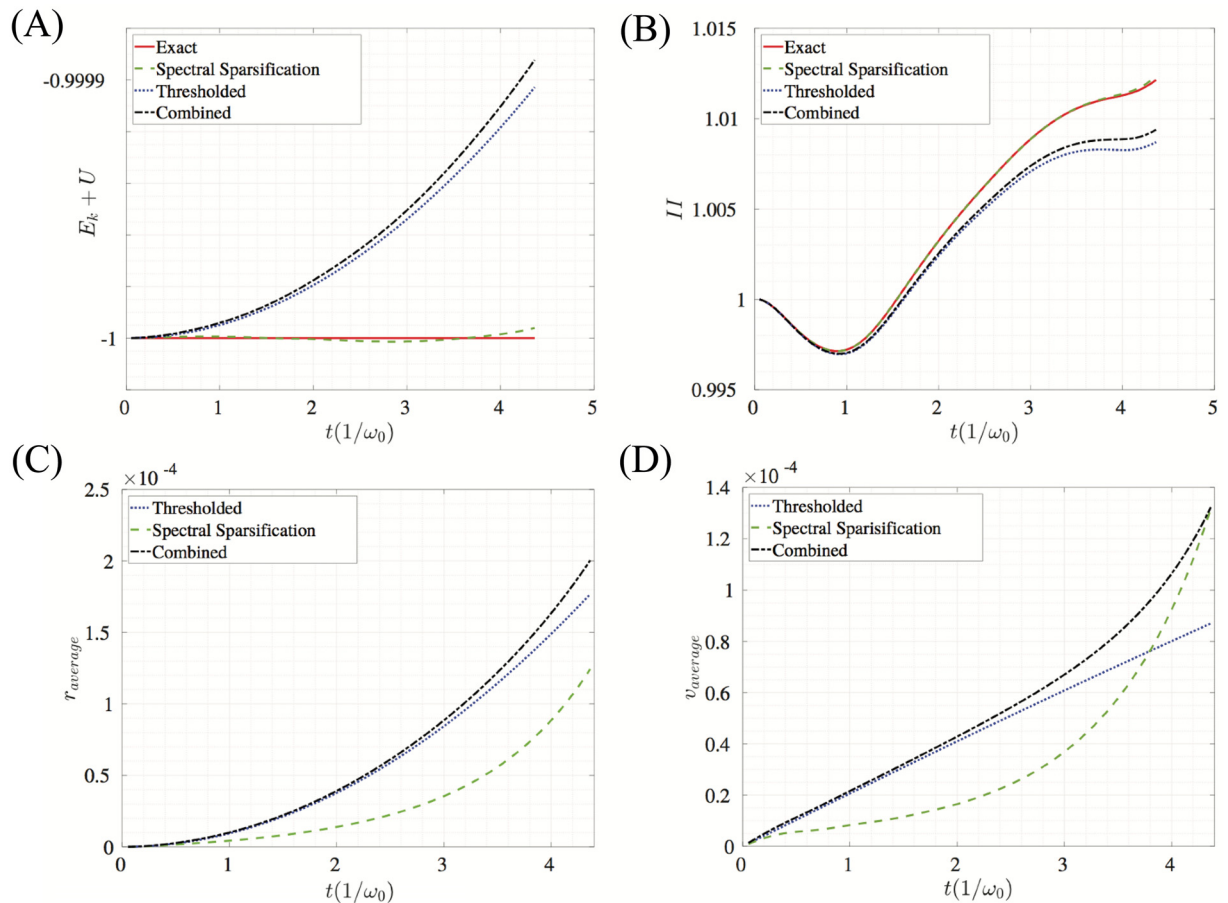 (A)
Exact
Spectral Sparsification
Thresholded
Combined
-0.9999
-1
E_k + U
0 1 2 3 4 5
t(1/ω_0)
(B)
1.015
Exact
Spectral Sparsification
Thresholded
Combined
1.01
1.005
1
0.995
II
0 1 2 3 4 5
t(1/ω_0)
(C)
×10^-4
2.5
Thresholded
Spectral Sparsification
Combined
2
1.5
1
0.5
0
r_average
0 1 2 3 4
t(1/ω_0)
(D)
×10^-4
1.4
Thresholded
Spectral Sparisification
Combined
1.2
1
0.8
0.6
0.4
0.2
0
v_average
1 2 3 4
t(1/ω_0)